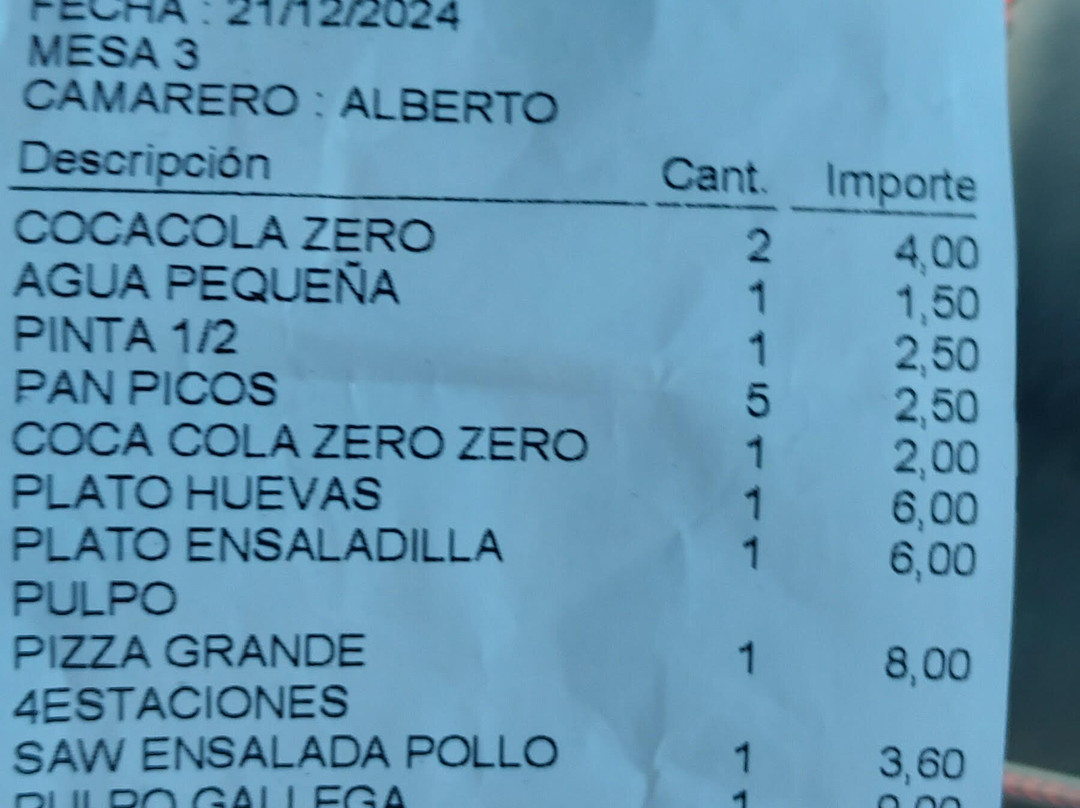 FECHA : 21/12/2024
MESA 3
CAMARERO : ALBERTO
Descripción Cant. Importe
COCACOLA ZERO 2 4,00
AGUA PEQUEÑA 1 1,50
PINTA 1/2 1 2,50
PAN PICOS 5 2,50
COCA COLA ZERO ZERO 1 2,00
PLATO HUEVAS 1 6,00
PLATO ENSALADILLA 1 6,00
PULPO
PIZZA GRANDE 1 8,00
4ESTACIONES
SAW ENSALADA POLLO 1 3,60
PULPO GALLEGA 1